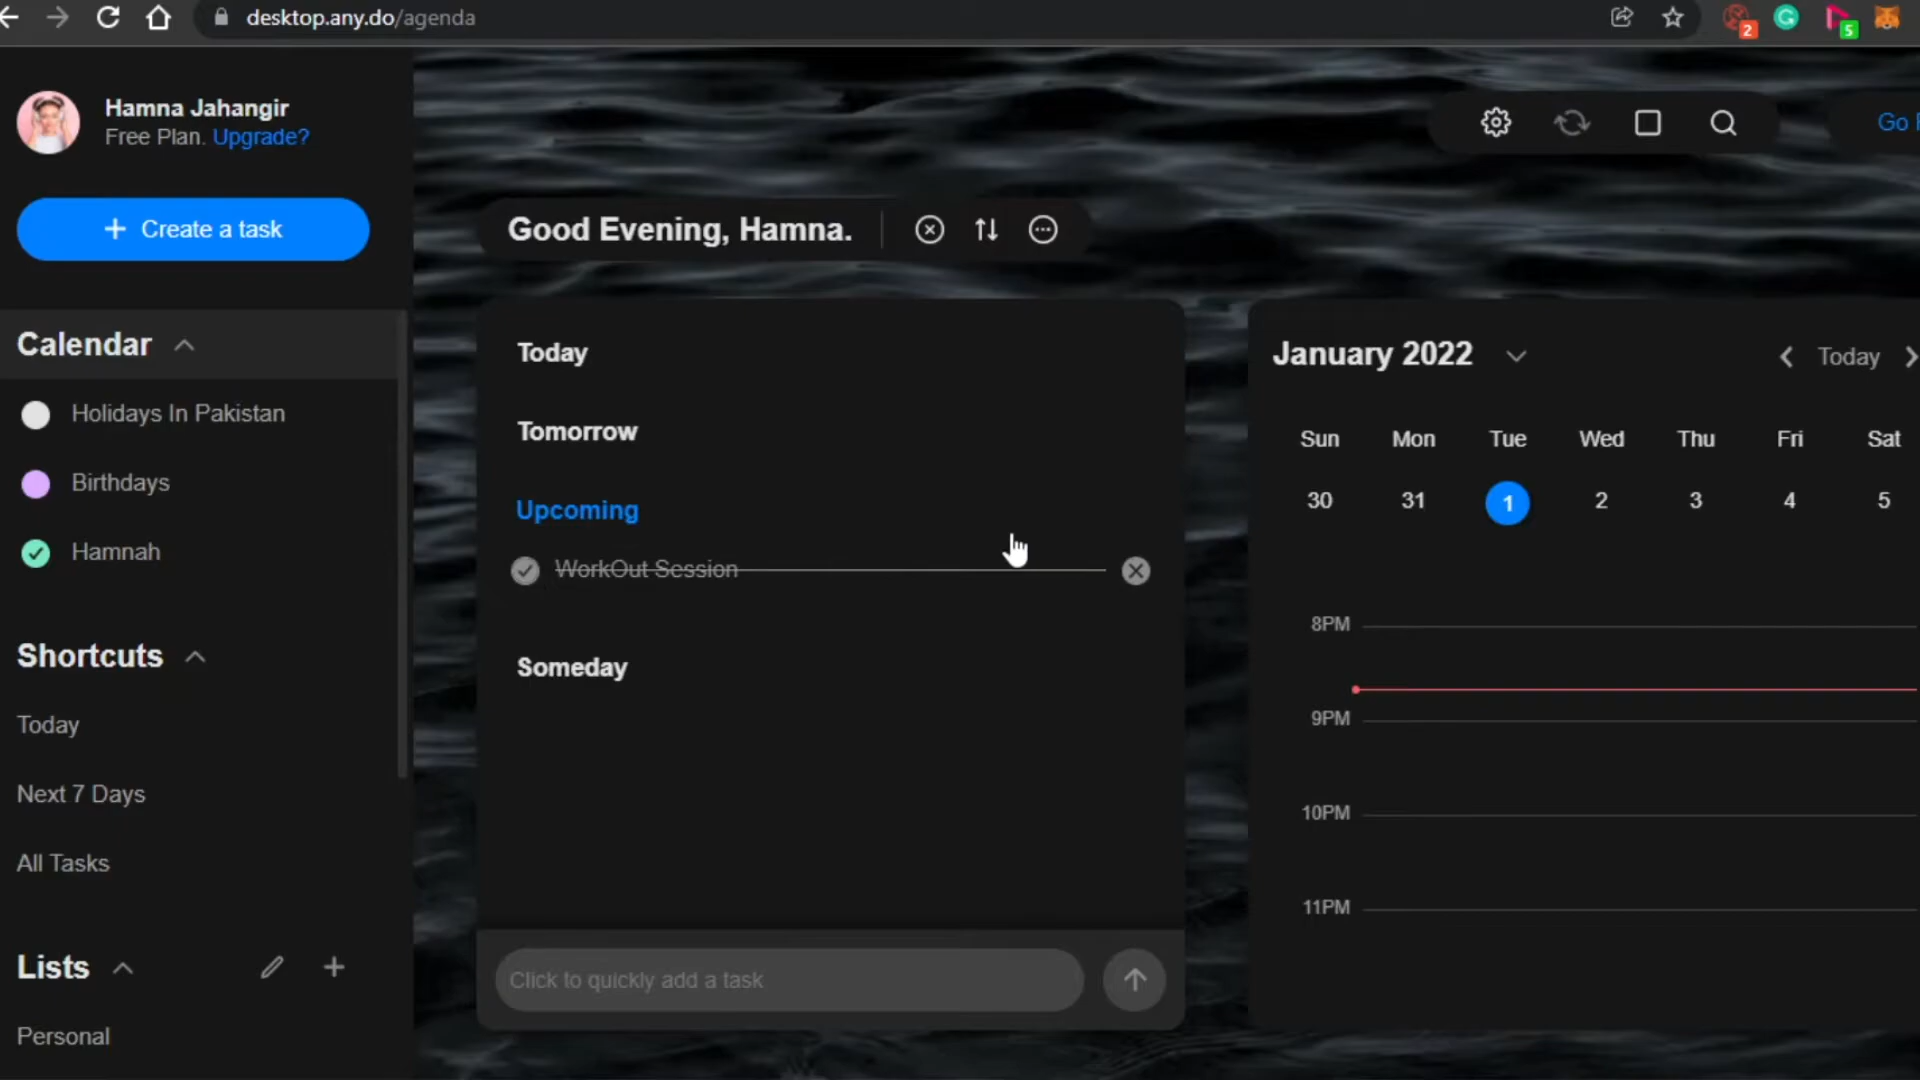 desktop.any.do/agenda
2
5
Hamna Jahangir
Free Plan. Upgrade?
Go
+ Create a task
Good Evening, Hamna.
Calendar
Holidays In Pakistan
Birthdays
Hamnah
Shortcuts
Today
Next 7 Days
All Tasks
Lists
Personal
Today
Tomorrow
Upcoming
WorkOut Session
Someday
Click to quickly add a task
January 2022
Today
Sun Mon Tue Wed Thu Fri Sat
30 31 1 2 3 4 5
8PM
9PM
10PM
11PM